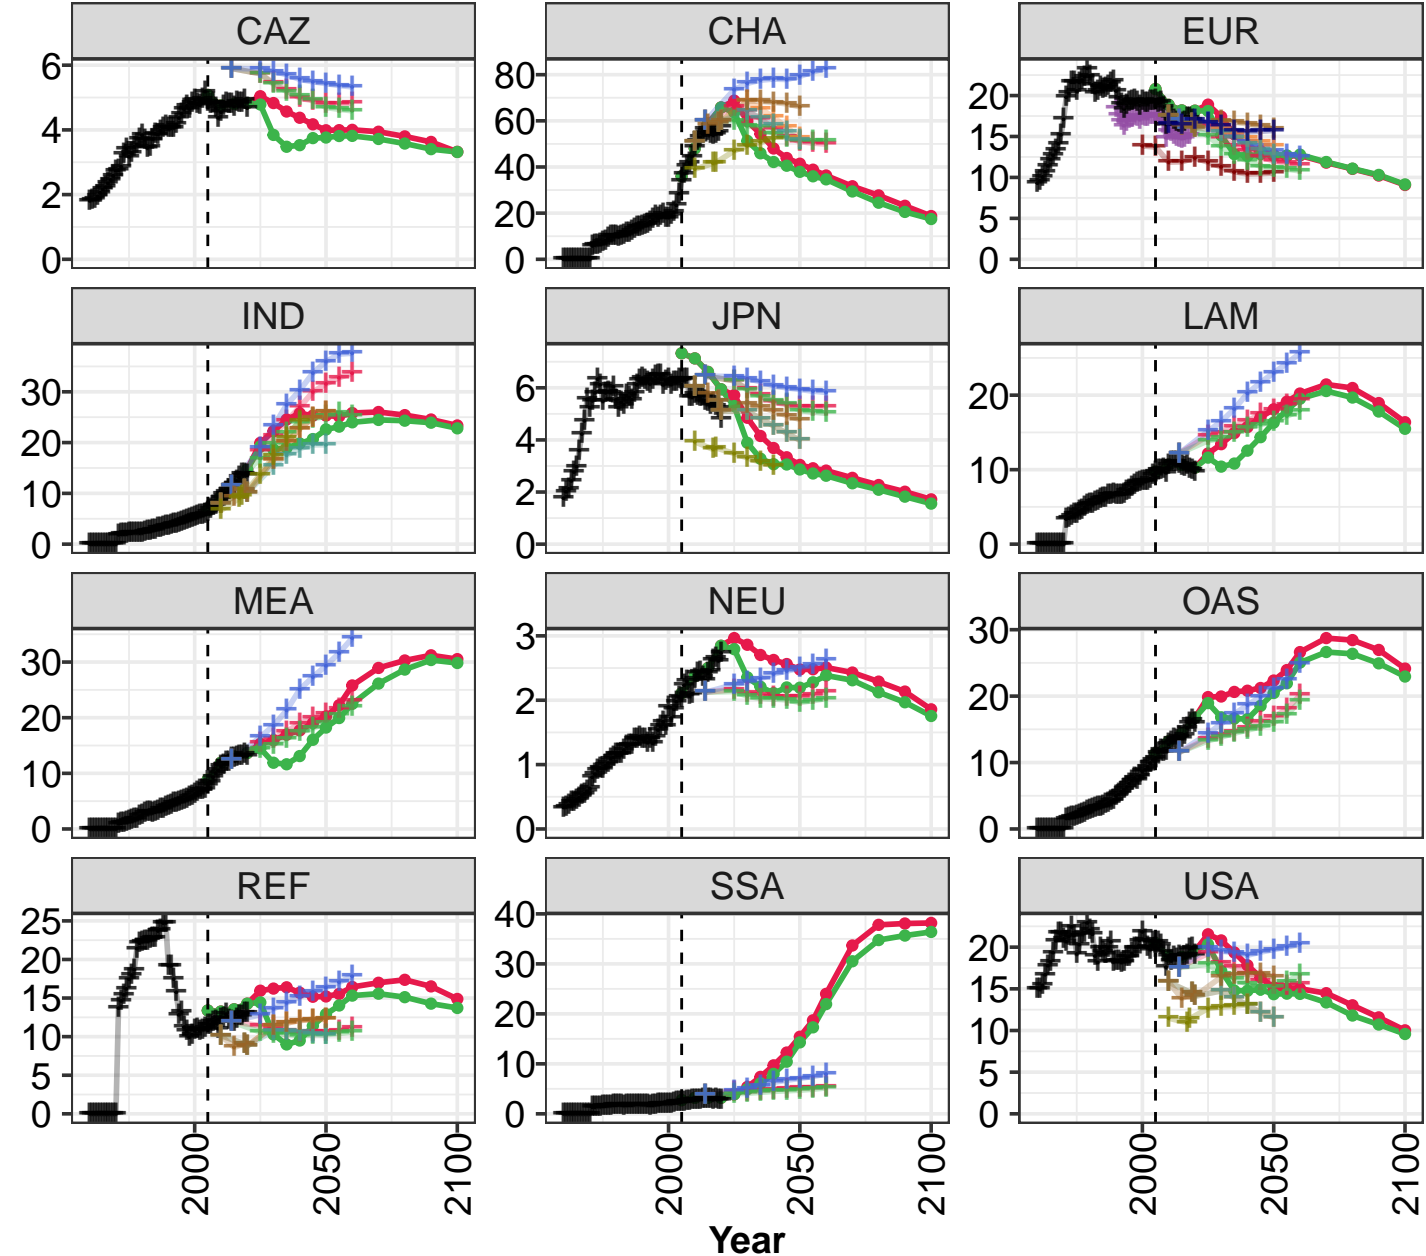 CAZ CHA EUR
6 4 2 0
80 60 40 20 0
20 15 10 5 0
IND JPN LAM
30 20 10 0
6 4 2 0
20 10 0
MEA NEU OAS
30 20 10 0
3 2 1 0
30 20 10 0
REF SSA USA
25 20 15 10 5 0
40 30 20 10 0
20 15 10 5 0
2000 2050 2100 2000 2050 2100 2000 2050 2100
Year